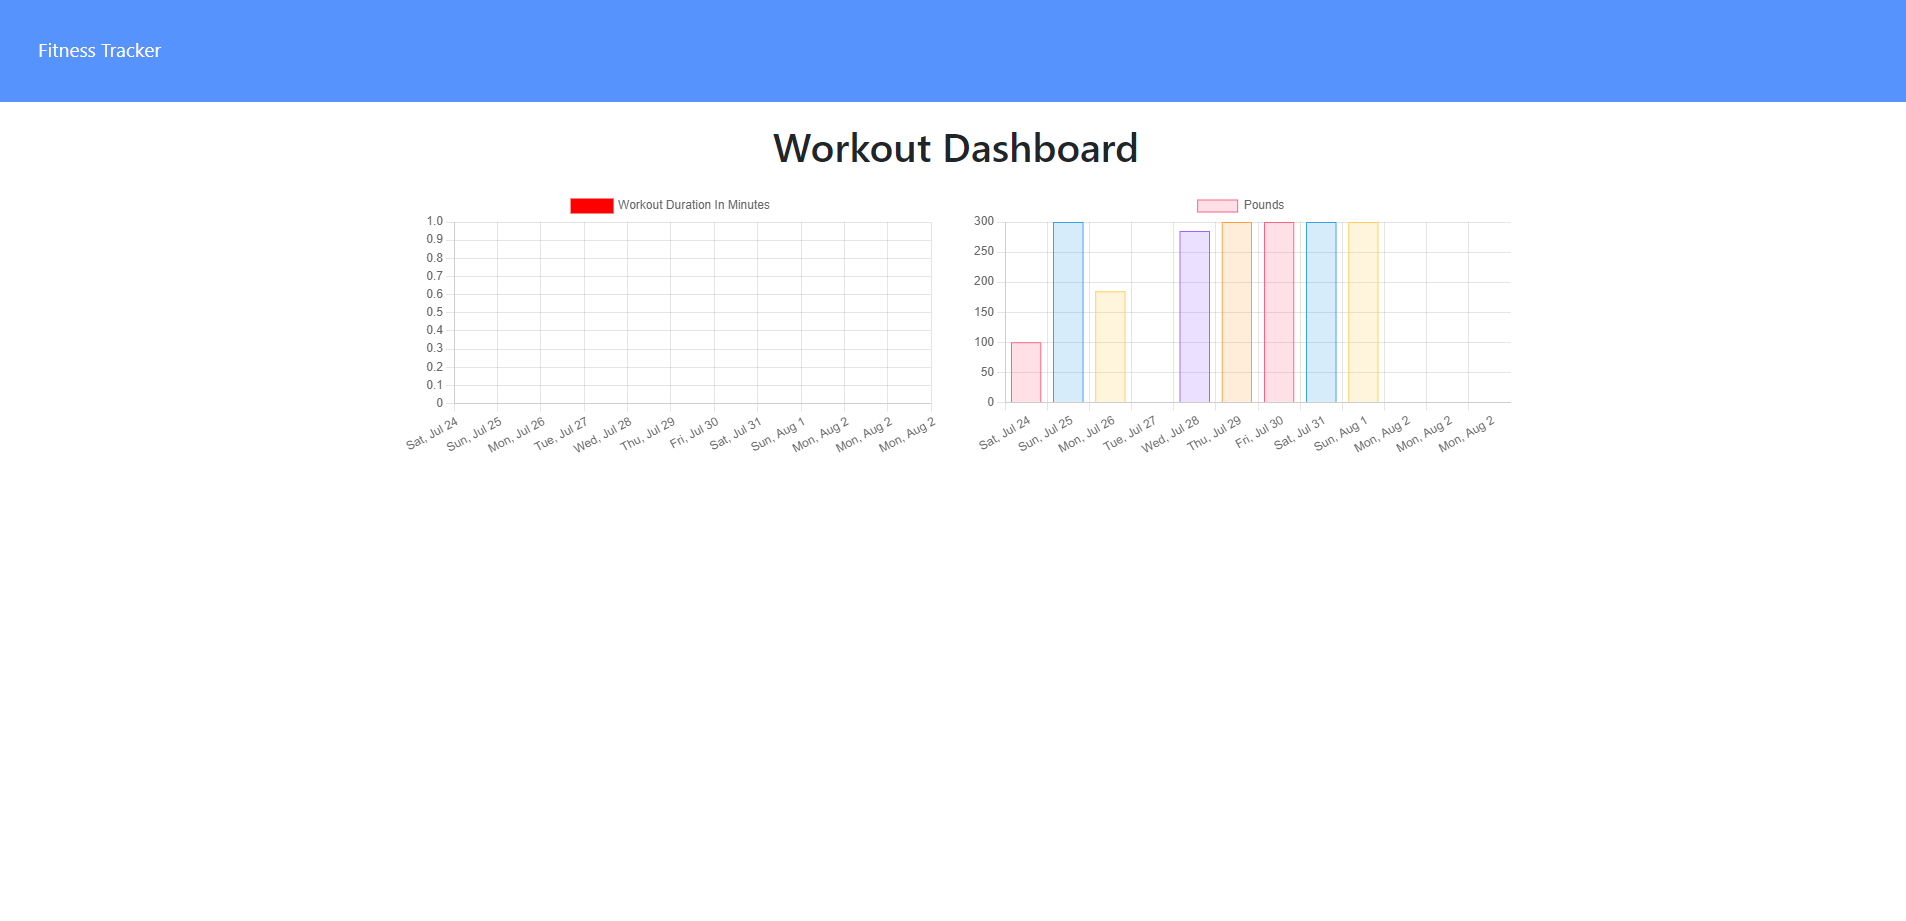 Fitness Tracker
Workout Dashboard
Workout Duration In Minutes
1.0
0.9
0.8
0.7
0.6
0.5
0.4
0.3
0.2
0.1
0
Sat, Jul 24
Sun, Jul 25
Mon, Jul 26
Tue, Jul 27
Wed, Jul 28
Thu, Jul 29
Fri, Jul 30
Sat, Jul 31
Sun, Aug 1
Mon, Aug 2
Mon, Aug 2
Mon, Aug 2
Pounds
300
250
200
150
100
50
0
Sat, Jul 24
Sun, Jul 25
Mon, Jul 26
Tue, Jul 27
Wed, Jul 28
Thu, Jul 29
Fri, Jul 30
Sat, Jul 31
Sun, Aug 1
Mon, Aug 2
Mon, Aug 2
Mon, Aug 2